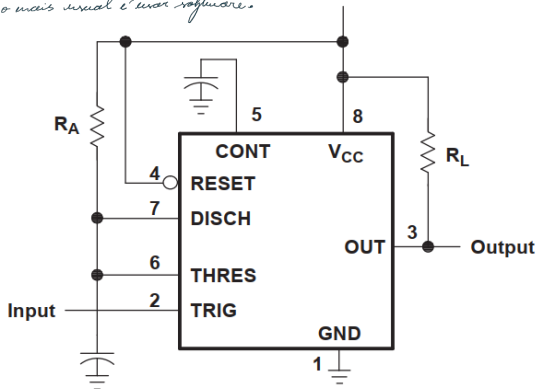 o mais usual é usar software.
5
8
RA
CONT
VCC
RL
4
RESET
7
DISCH
3
OUT
Output
6
THRES
2
Input
TRIG
GND
1